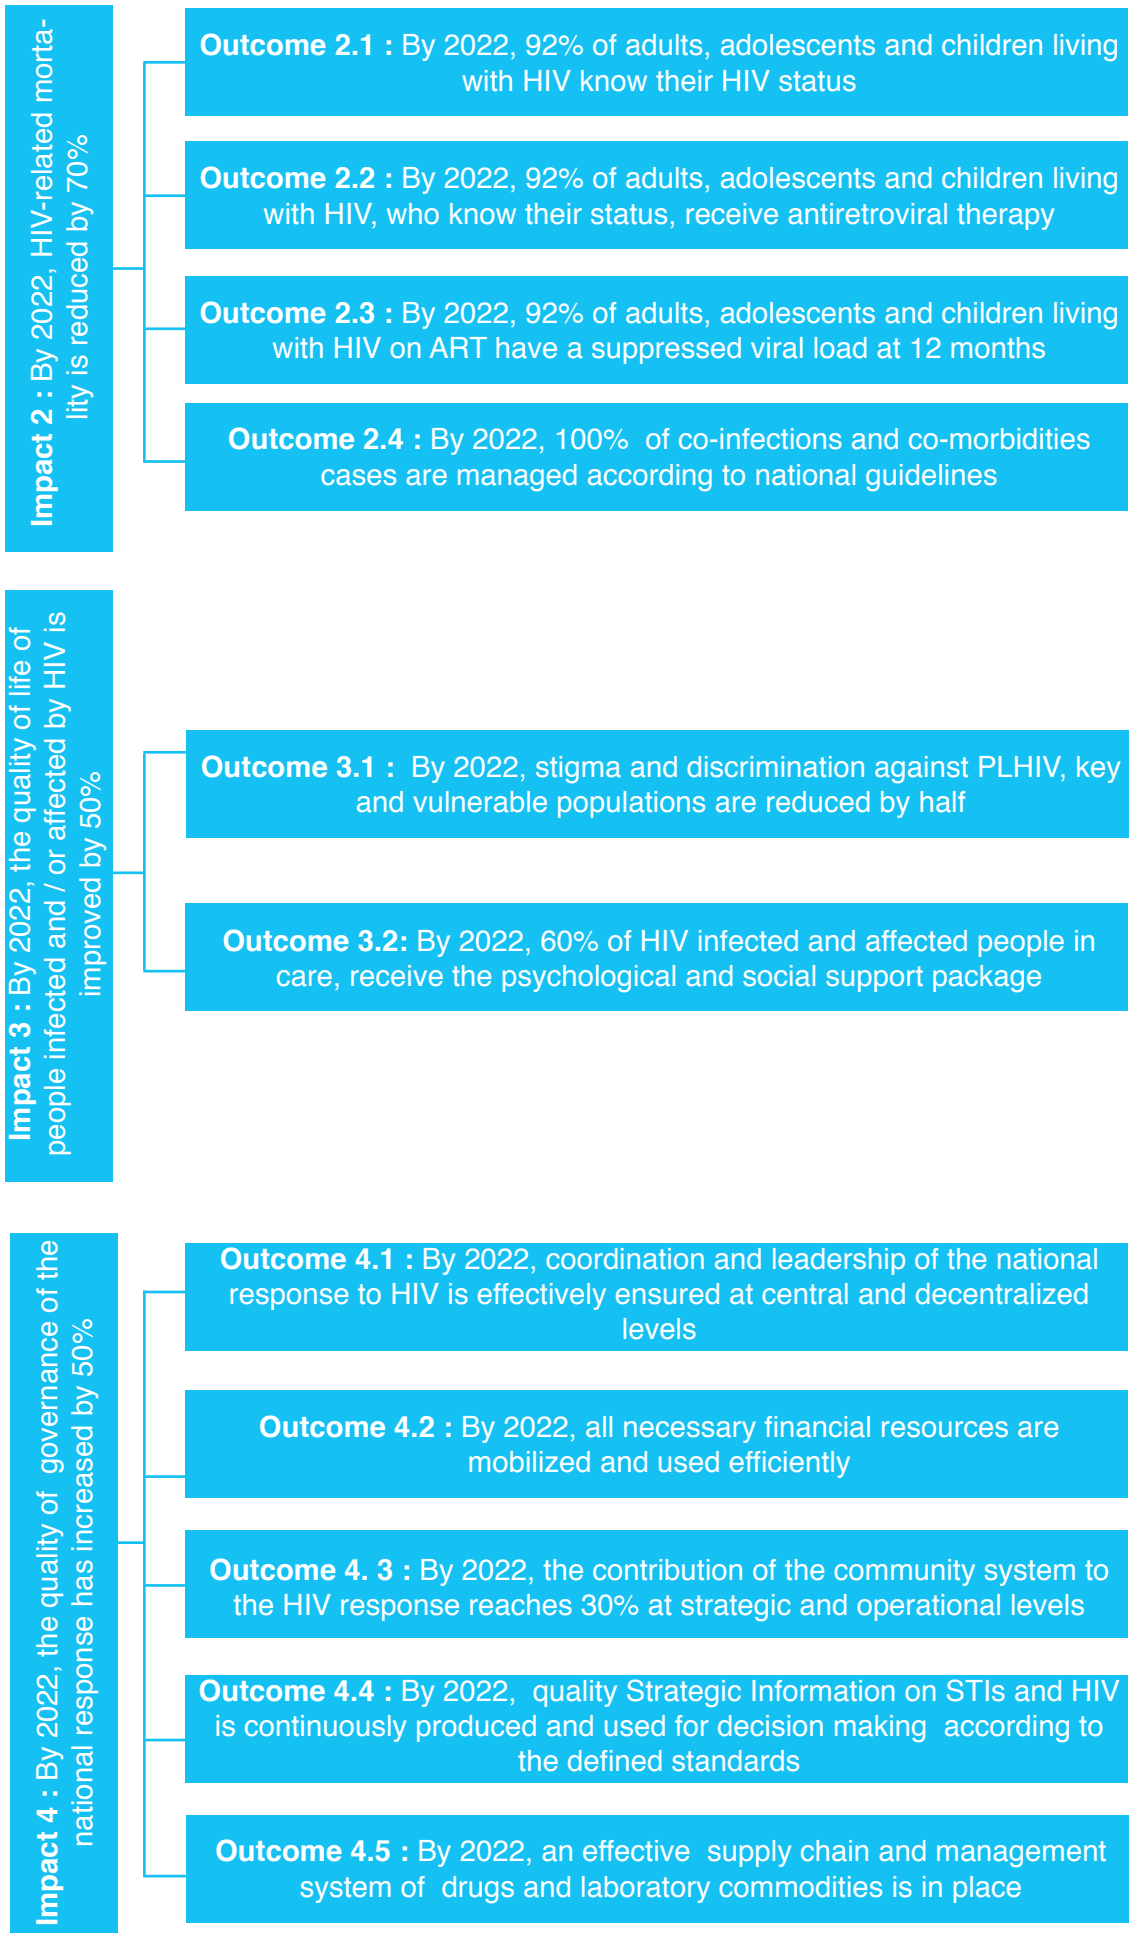 Impact 2 : By 2022, HIV-related morta-
lity is reduced by 70%
Outcome 2.1 : By 2022, 92% of adults, adolescents and children living
with HIV know their HIV status
Outcome 2.2 : By 2022, 92% of adults, adolescents and children living
with HIV, who know their status, receive antiretroviral therapy
Outcome 2.3 : By 2022, 92% of adults, adolescents and children living
with HIV on ART have a suppressed viral load at 12 months
Outcome 2.4 : By 2022, 100% of co-infections and co-morbidities
cases are managed according to national guidelines
Impact 3 : By 2022, the quality of life of
people infected and / or affected by HIV is
improved by 50%
Outcome 3.1 : By 2022, stigma and discrimination against PLHIV, key
and vulnerable populations are reduced by half
Outcome 3.2: By 2022, 60% of HIV infected and affected people in
care, receive the psychological and social support package
Impact 4 : By 2022, the quality of governance of the
national response has increased by 50%
Outcome 4.1 : By 2022, coordination and leadership of the national
response to HIV is effectively ensured at central and decentralized
levels
Outcome 4.2 : By 2022, all necessary financial resources are
mobilized and used efficiently
Outcome 4. 3 : By 2022, the contribution of the community system to
the HIV response reaches 30% at strategic and operational levels
Outcome 4.4 : By 2022, quality Strategic Information on STIs and HIV
is continuously produced and used for decision making according to
the defined standards
Outcome 4.5 : By 2022, an effective supply chain and management
system of drugs and laboratory commodities is in place